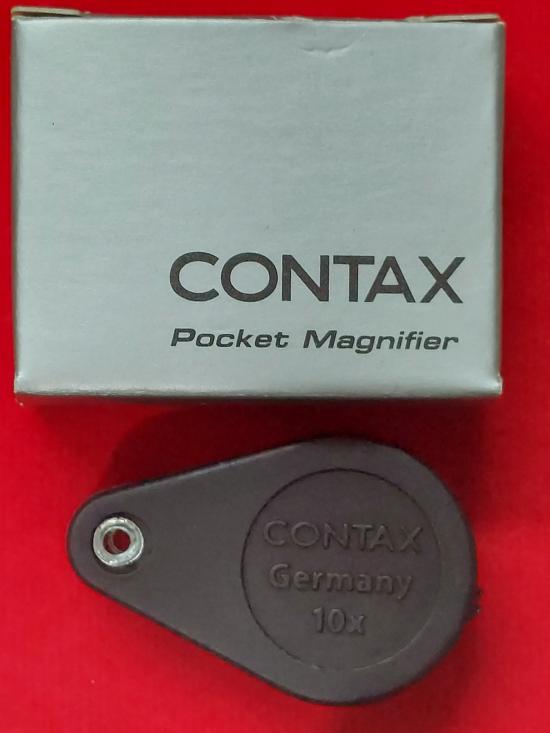 CONTAX
Pocket Magnifier
CONTAX
Germany
10x